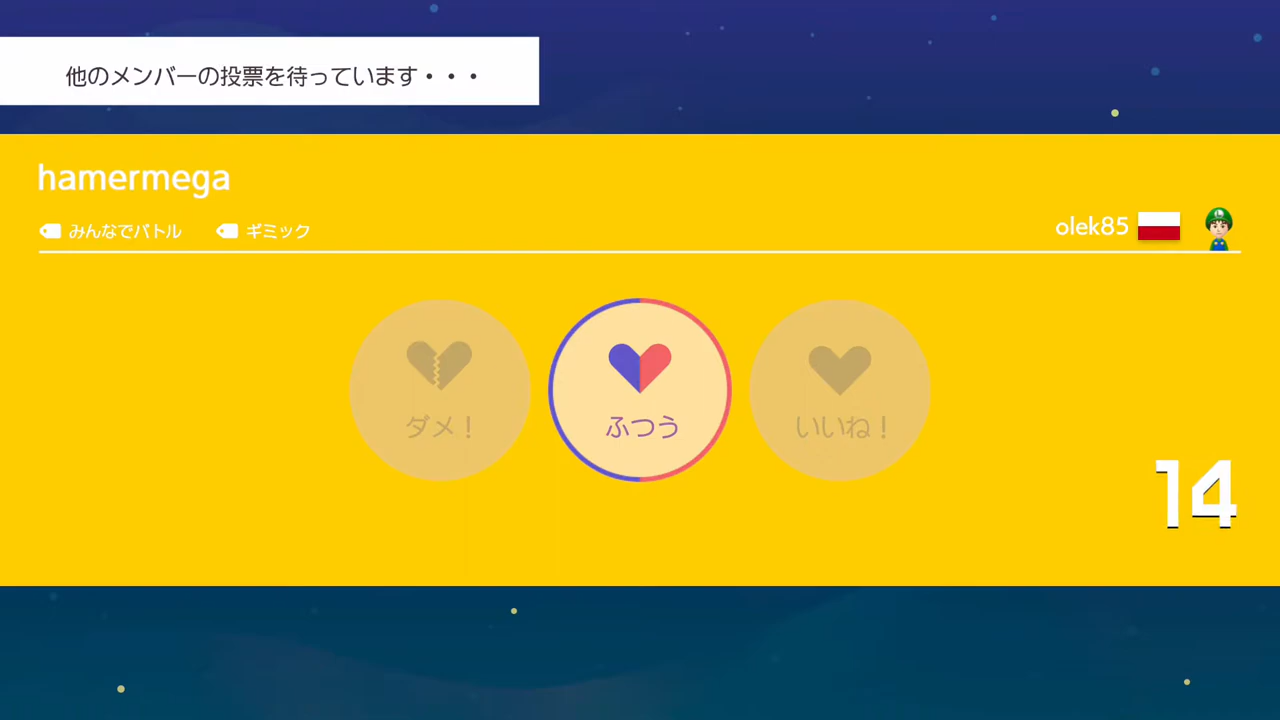 他のメンバーの投票を待っています・・・
hamermega
みんなでバトル ギミック
olek85
ダメ！
ふつう
いいね！
14